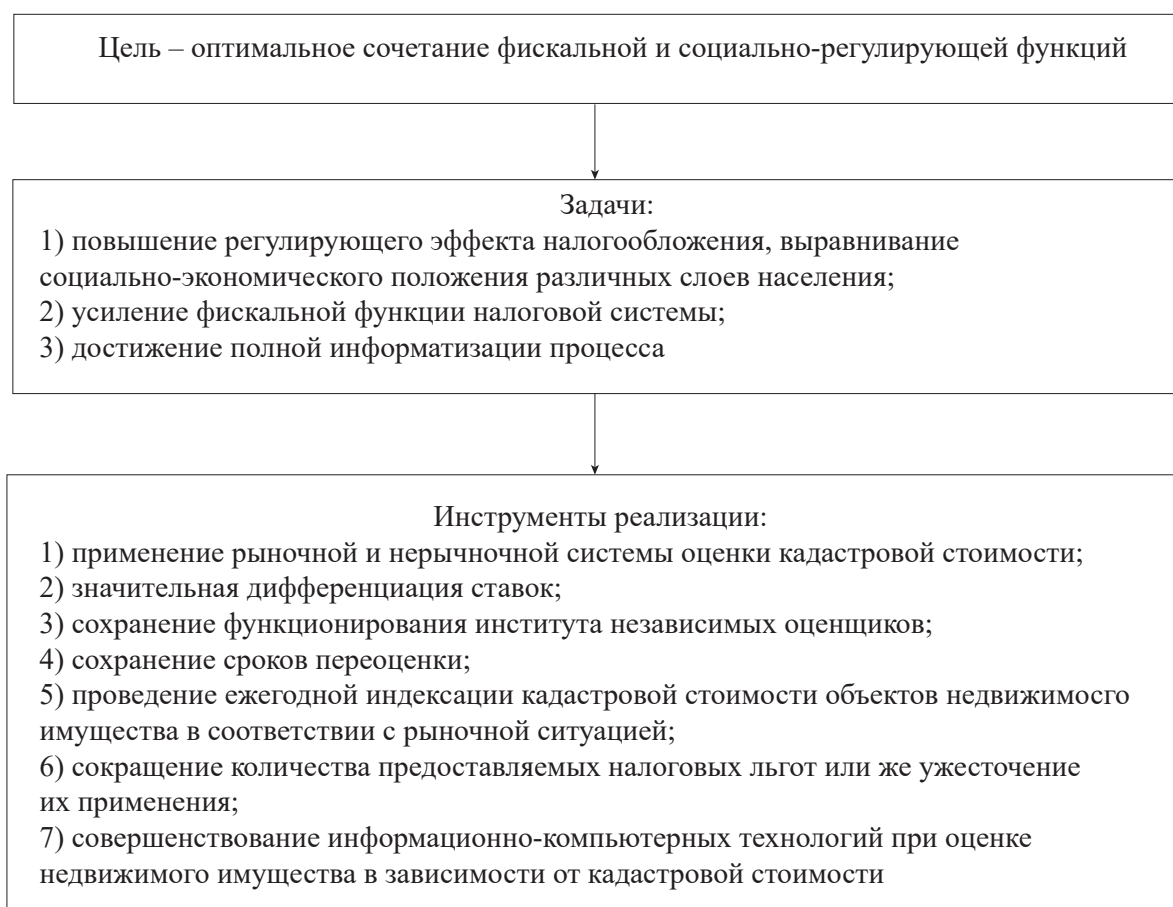 Цель – оптимальное сочетание фискальной и социально-регулирующей функций
Задачи:
1) повышение регулирующего эффекта налогообложения, выравнивание
социально-экономического положения различных слоев населения;
2) усиление фискальной функции налоговой системы;
3) достижение полной информатизации процесса
Инструменты реализации:
1) применение рыночной и нерычночной системы оценки кадастровой стоимости;
2) значительная дифференциация ставок;
3) сохранение функционирования института независимых оценщиков;
4) сохранение сроков переоценки;
5) проведение ежегодной индексации кадастровой стоимости объектов недвижимосго
имущества в соответствии с рыночной ситуацией;
6) сокращение количества предоставляемых налоговых льгот или же ужесточение
их применения;
7) совершенствование информационно-компьютерных технологий при оценке
недвижимого имущества в зависимости от кадастровой стоимости